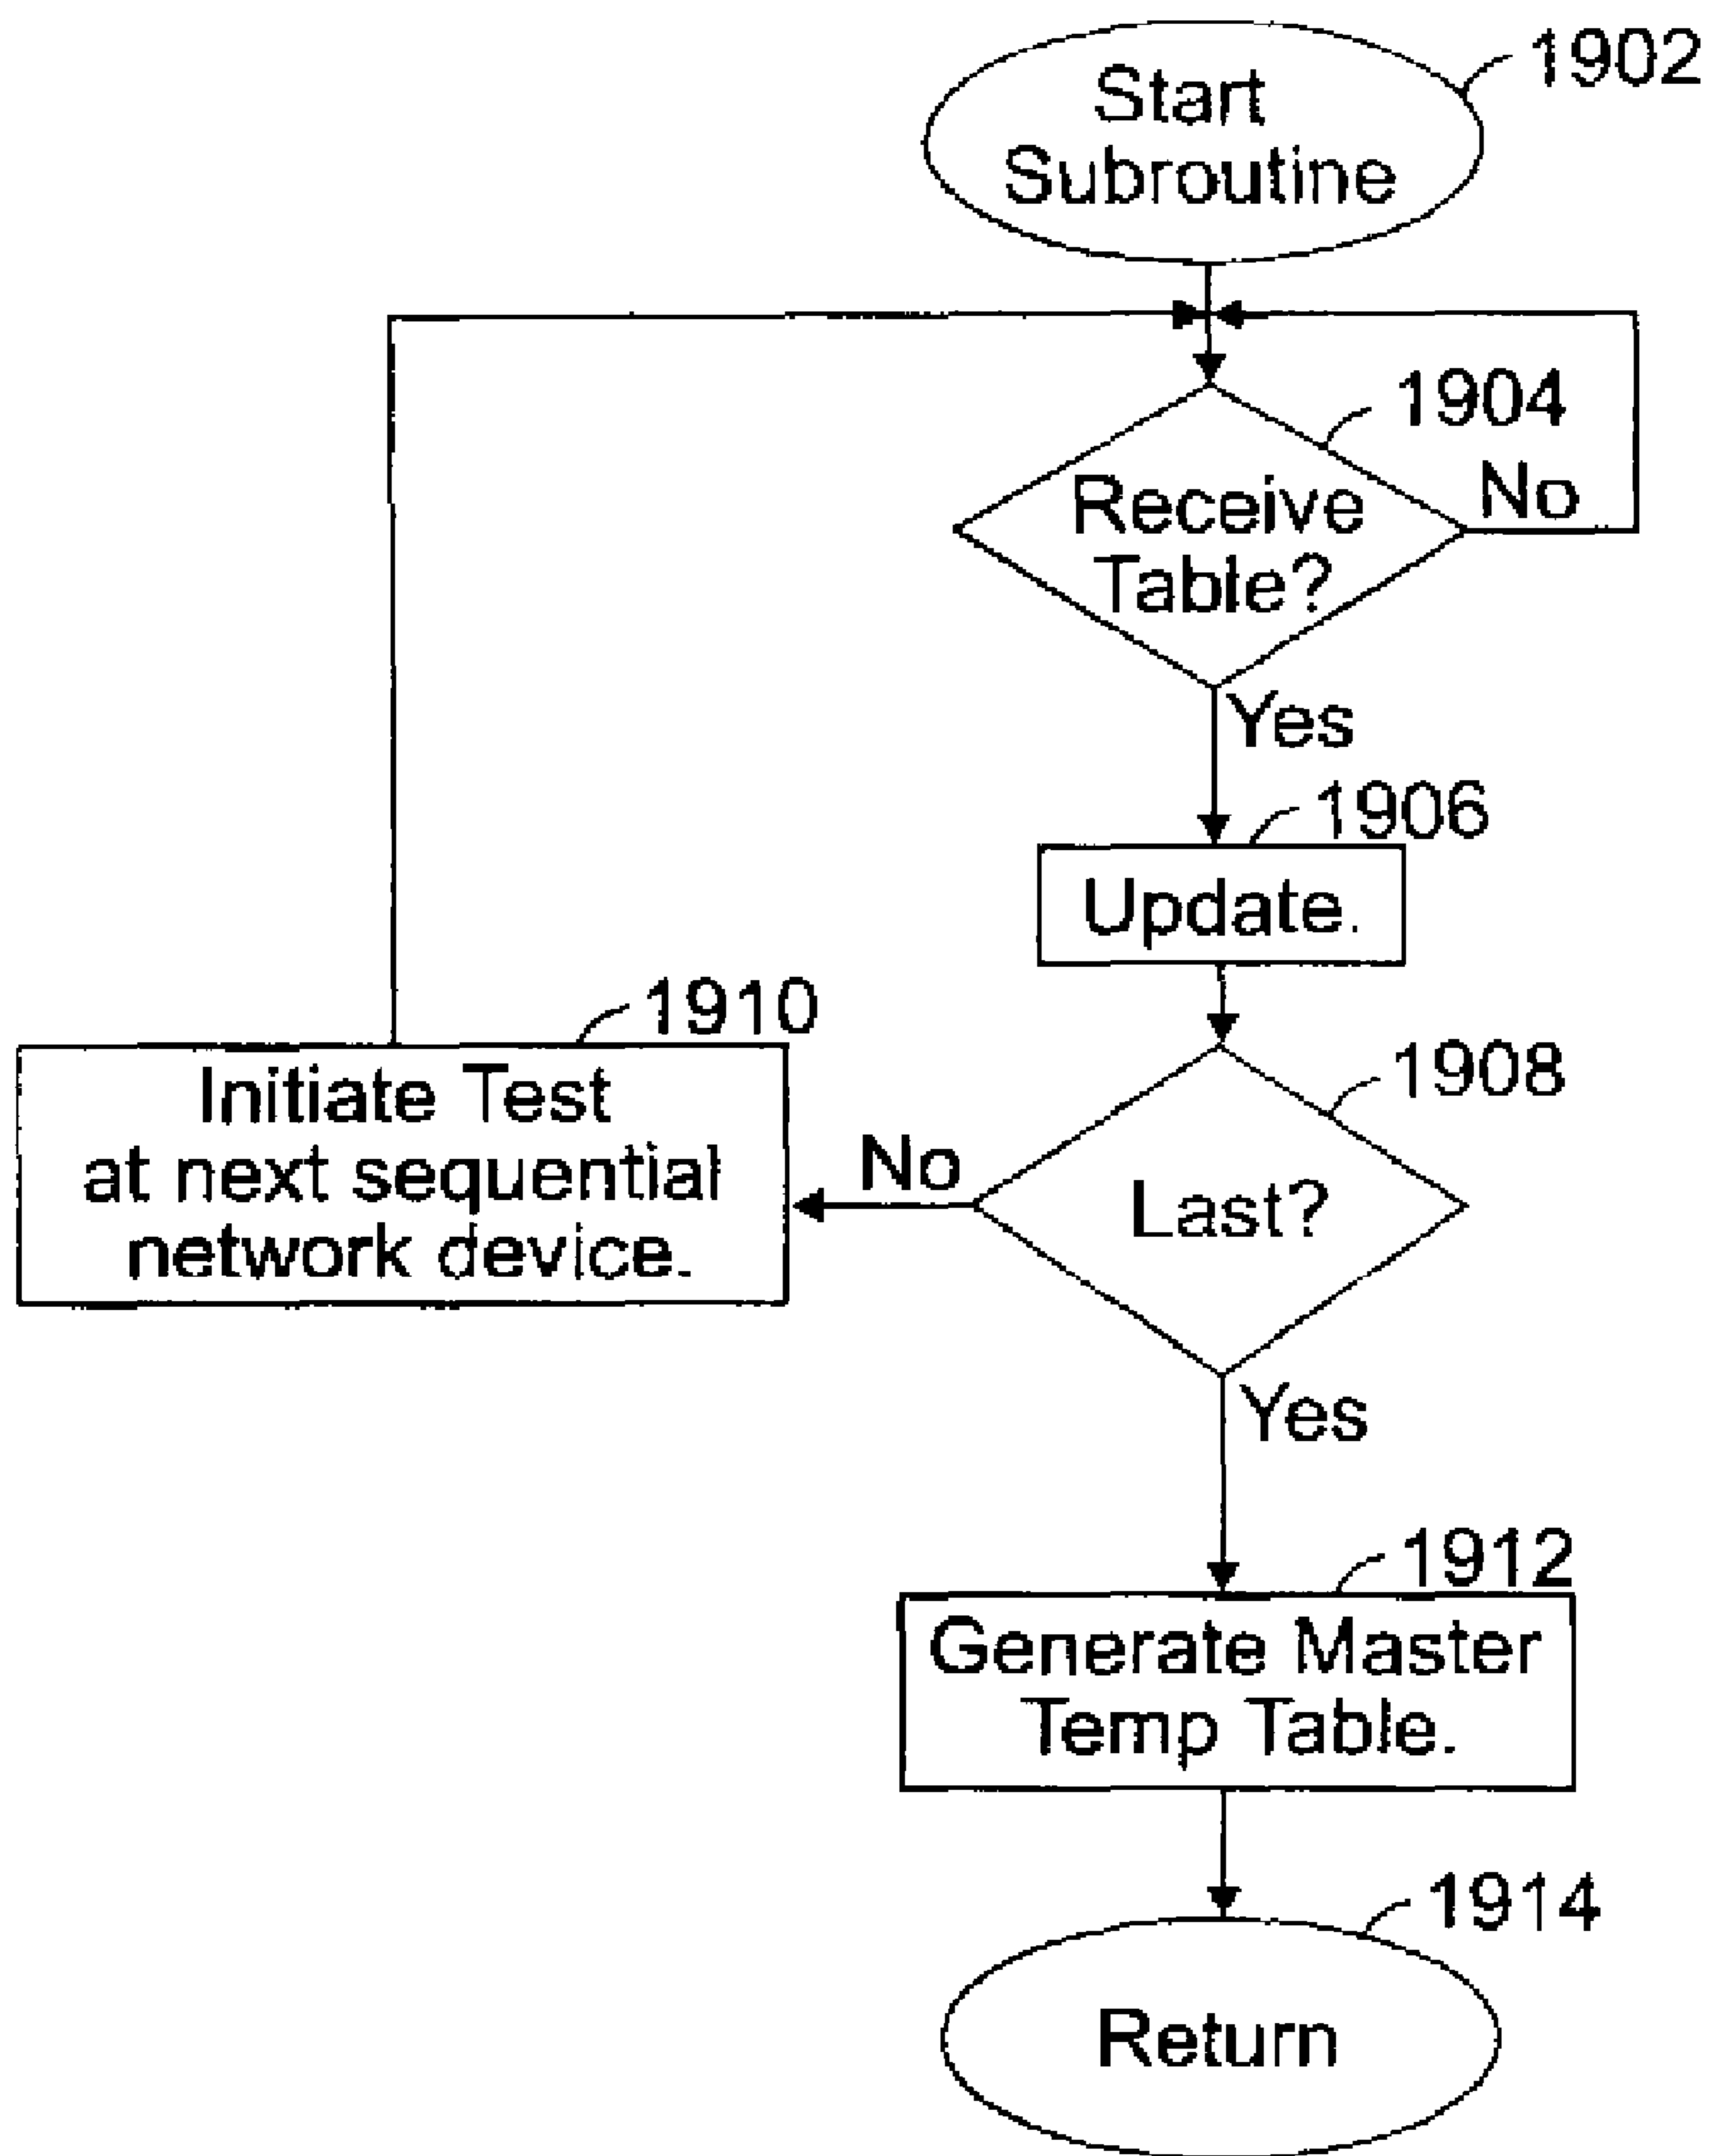 1902
Start
Subroutine
1904
Receive
Table?
No
Yes
1906
Update.
1910
Initiate Test
at next sequential
network device.
1908
No
Last?
Yes
1912
Generate Master
Temp Table.
1914
Return